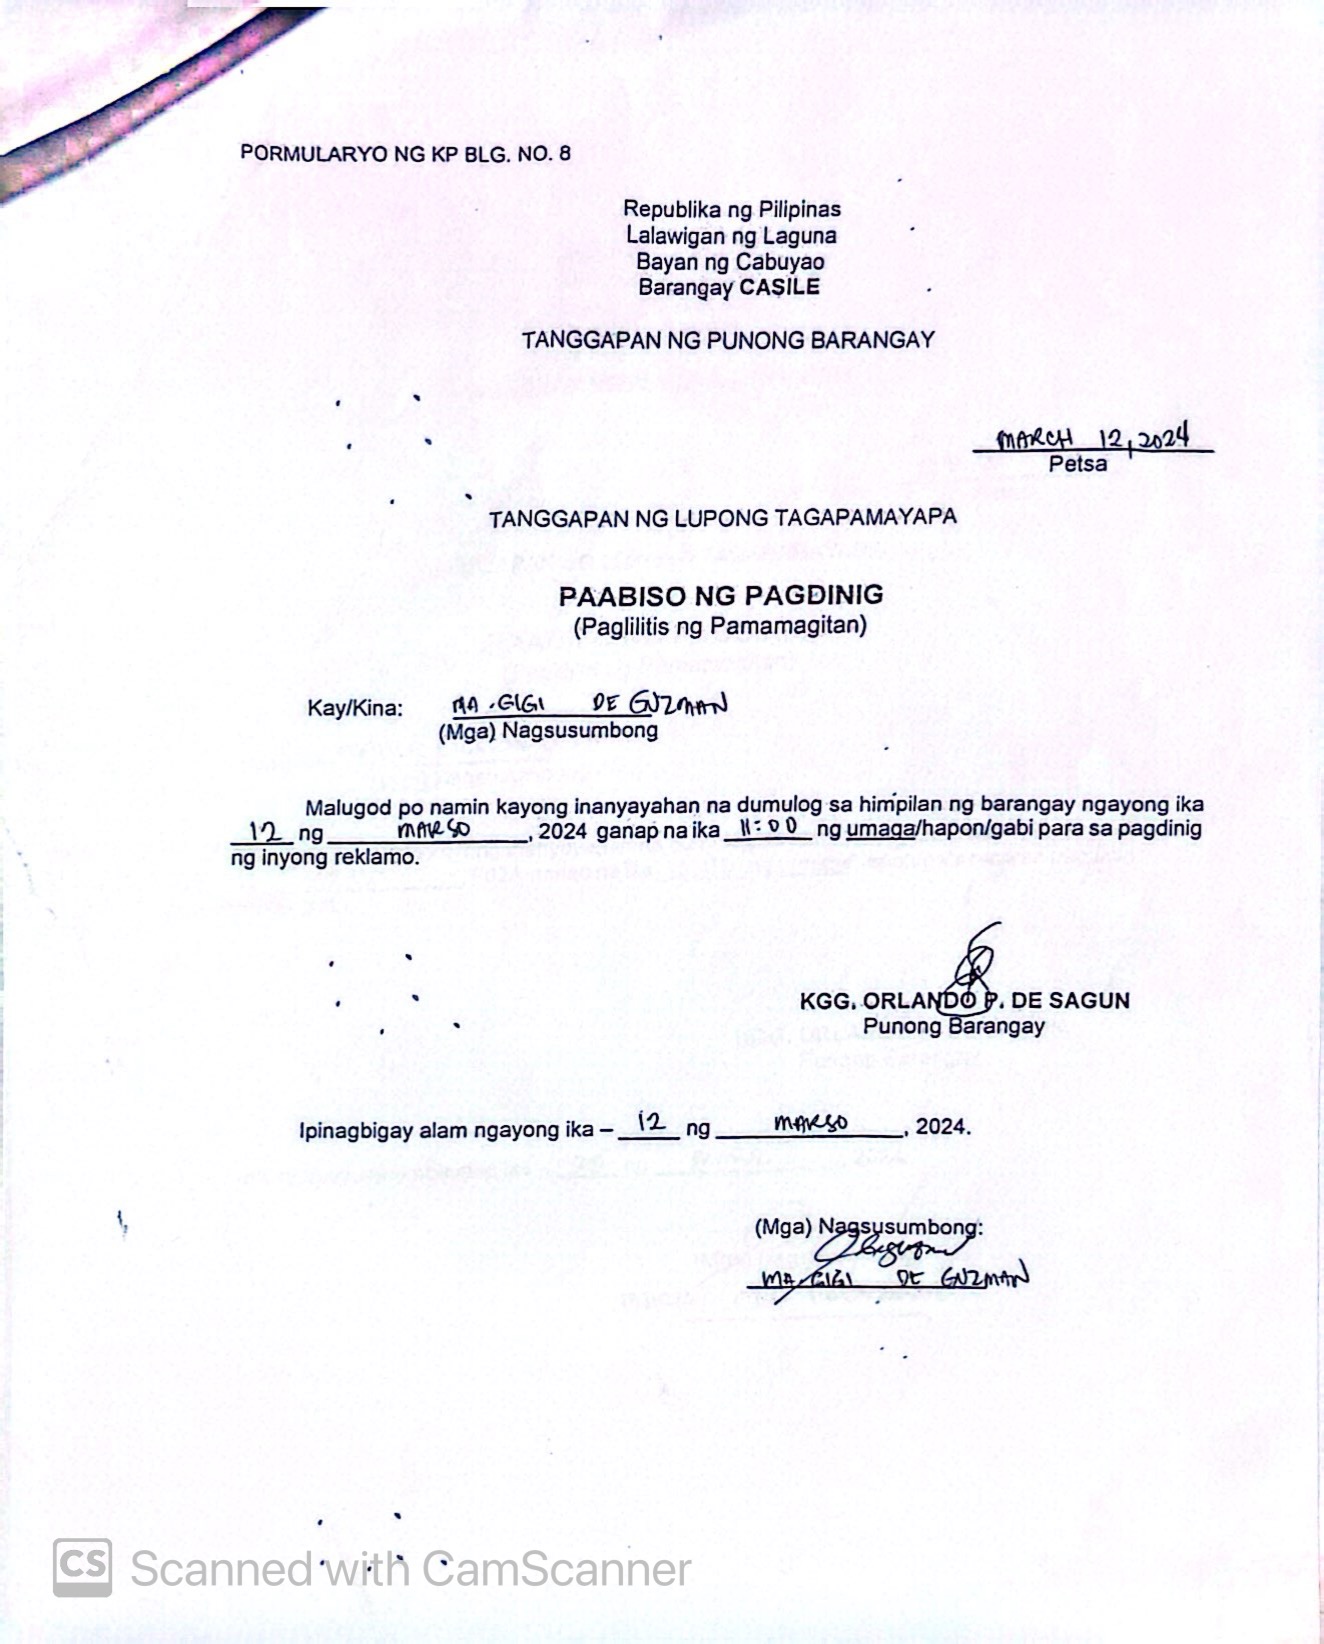 PORMULARYO NG KP BLG. NO. 8
Republika ng Pilipinas
Lalawigan ng Laguna
Bayan ng Cabuyao
Barangay CASILE
TANGGAPAN NG PUNONG BARANGAY
MARCH 12, 2024
Petsa
TANGGAPAN NG LUPONG TAGAPAMAYAPA
PAABISO NG PAGDINIG
(Paglilitis ng Pamamagitan)
Kay/Kina: MA. GIGI DE GUZMAN
(Mga) Nagsusumbong
Malugod po namin kayong inanyayahan na dumulog sa himpilan ng barangay ngayong ika
12 ng MARSO, 2024 ganap na ika 11:00 ng umaga/hapon/gabi para sa pagdinig
ng inyong reklamo.
KGG. ORLANDO P. DE SAGUN
Punong Barangay
Ipinagbigay alam ngayong ika – 12 ng MARSO, 2024.
(Mga) Nagsusumbong:
MA. GIGI DE GUZMAN
CS Scanned with CamScanner